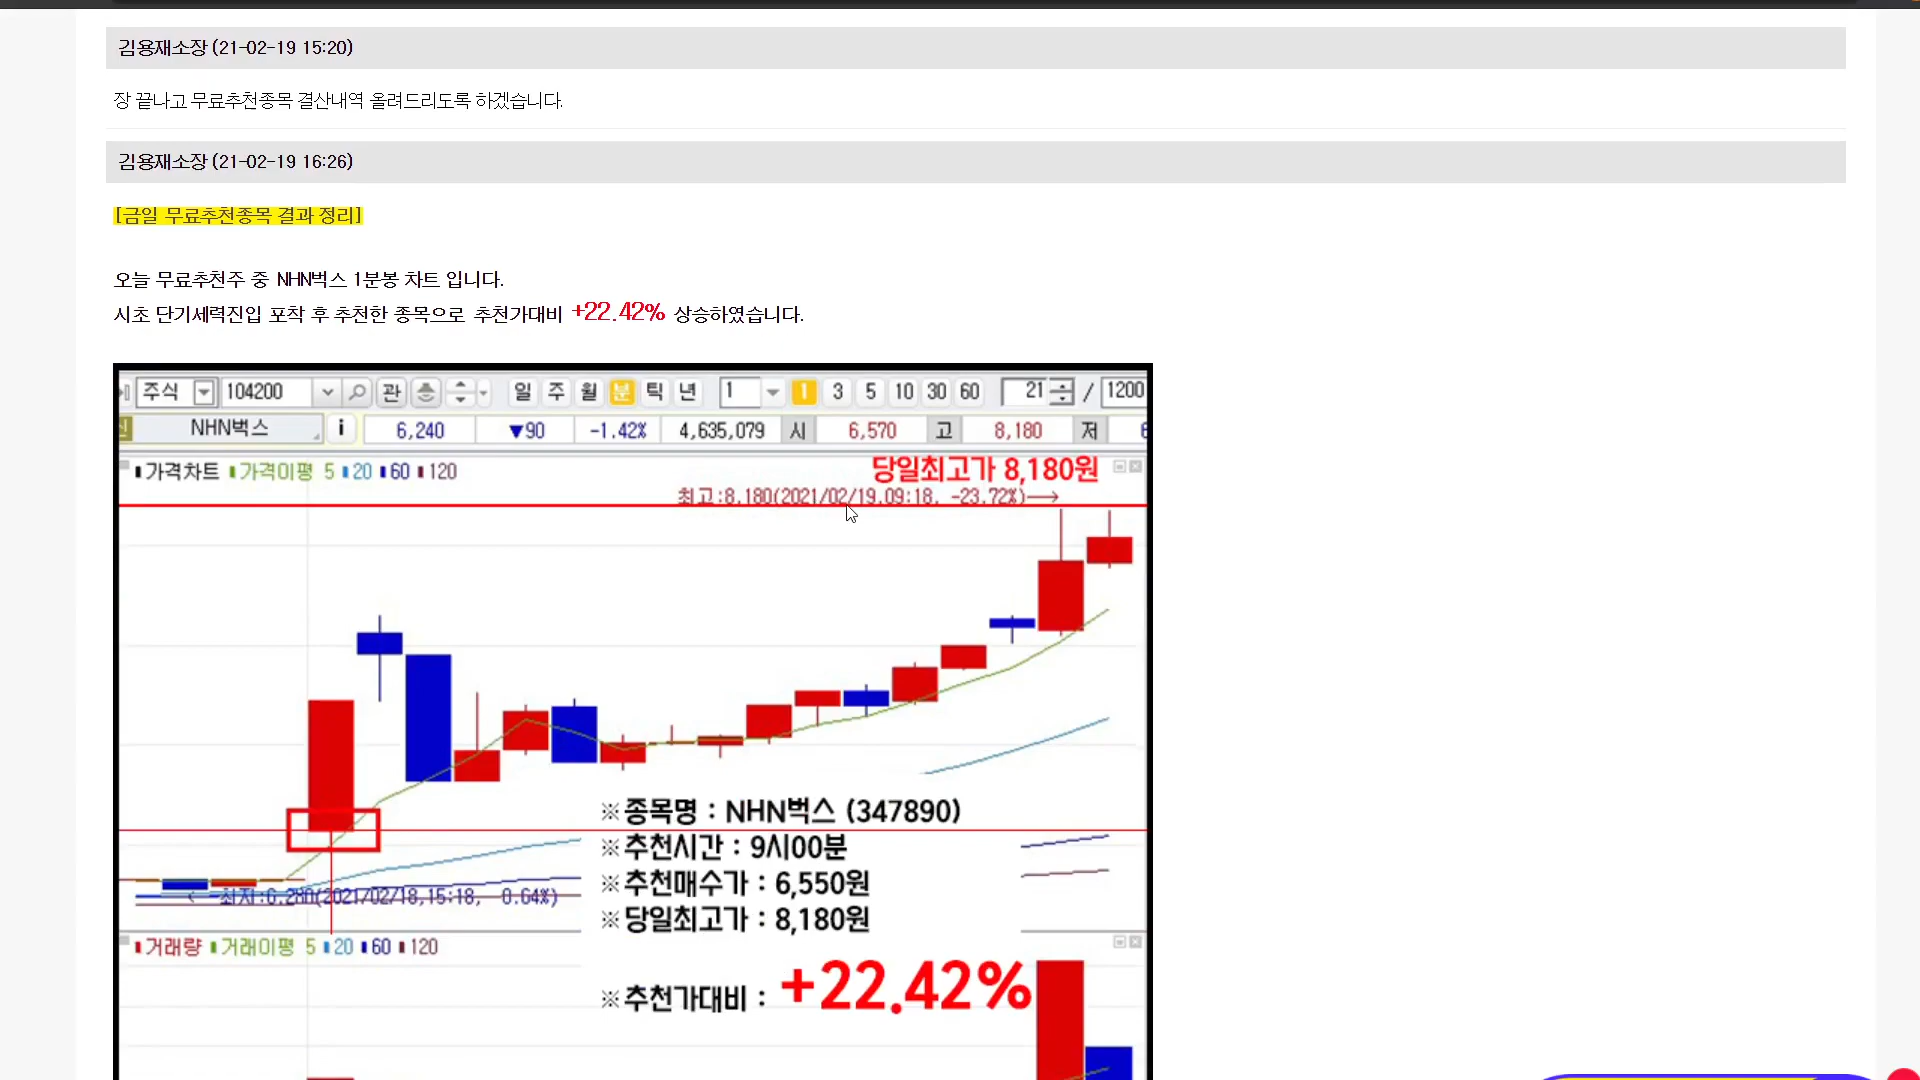 김용재소장 (21-02-19 15:20)
장 끝나고 무료추천종목 결산내역 올려드리도록 하겠습니다.
김용재소장 (21-02-19 16:26)
[금일 무료추천종목 결과 정리]
오늘 무료추천주 중 NHN벅스 1분봉 차트 입니다.
시초 단기세력진입 포착 후 추천한 종목으로 추천가대비 +22.42% 상승하였습니다.
주식 104200 관 일 주 월 분 틱 년 1 1 3 5 10 30 60 21 / 1200
NHN벅스 i 6,240 ▼90 -1.42% 4,635,079 시 6,570 고 8,180 저
가격차트 가격이평 5 20 60 120
당일최고가 8,180원
최고:8,180(2021/02/19,09:18, -23.72%)→
※종목명 : NHN벅스 (347890)
※추천시간 : 9시00분
※추천매수가 : 6,550원
※당일최고가 : 8,180원
← 최저:6,280(2021/02/18,15:18, 0.64%)
거래량 거래이평 5 20 60 120
※추천가대비 : +22.42%